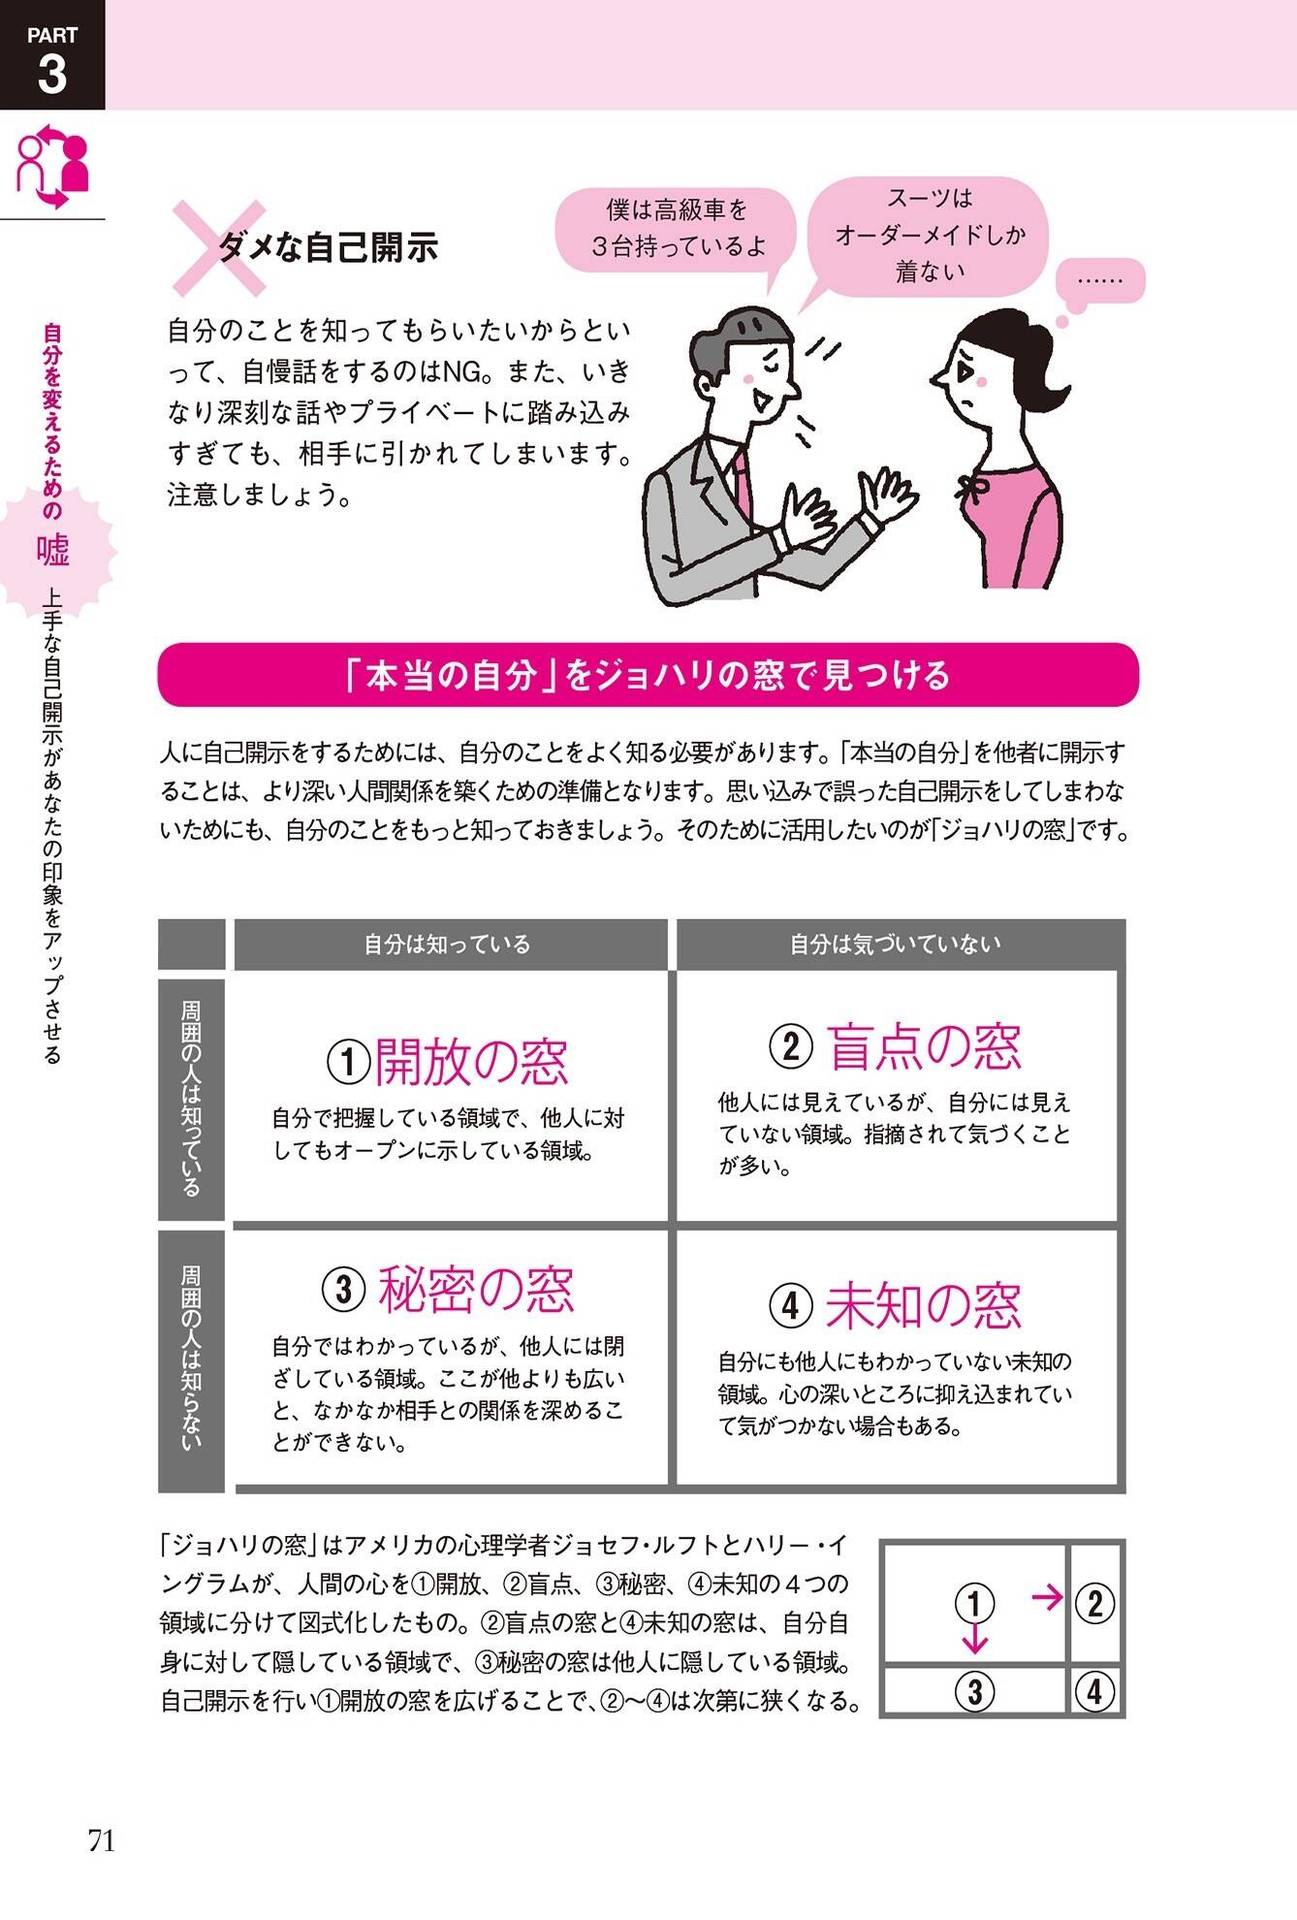 PART
3
自分を変えるための
嘘
上手な自己開示があなたの印象をアップさせる
ダメな自己開示
自分のことを知ってもらいたいからとい
って、自慢話をするのはNG。また、いき
なり深刻な話やプライベートに踏み込み
すぎても、相手に引かれてしまいます。
注意しましょう。
僕は高級車を
3台持っているよ
スーツは
オーダーメイドしか
着ない
……
「本当の自分」をジョハリの窓で見つける
人に自己開示をするためには、自分のことをよく知る必要があります。「本当の自分」を他者に開示す
ることは、より深い人間関係を築くための準備となります。思い込みで誤った自己開示をしてしまわな
いためにも、自分のことをもっと知っておきましょう。そのために活用したいのが「ジョハリの窓」です。
自分は知っている
自分は気づいていない
周囲の人は知っている
①開放の窓
自分で把握している領域で、他人に対
してもオープンに示している領域。
② 盲点の窓
他人には見えているが、自分には見え
ていない領域。指摘されて気づくこと
が多い。
周囲の人は知らない
③ 秘密の窓
自分ではわかっているが、他人には閉
ざしている領域。ここが他よりも広い
と、なかなか相手との関係を深めるこ
とができない。
④ 未知の窓
自分にも他人にもわかっていない未知の
領域。心の深いところに抑え込まれてい
て気がつかない場合もある。
「ジョハリの窓」はアメリカの心理学者ジョセフ・ルフトとハリー・イ
ングラムが、人間の心を①開放、②盲点、③秘密、④未知の4つの
領域に分けて図式化したもの。②盲点の窓と④未知の窓は、自分自
身に対して隠している領域で、③秘密の窓は他人に隠している領域。
自己開示を行い①開放の窓を広げることで、②〜④は次第に狭くなる。
① → ②
↓
③ ④
71